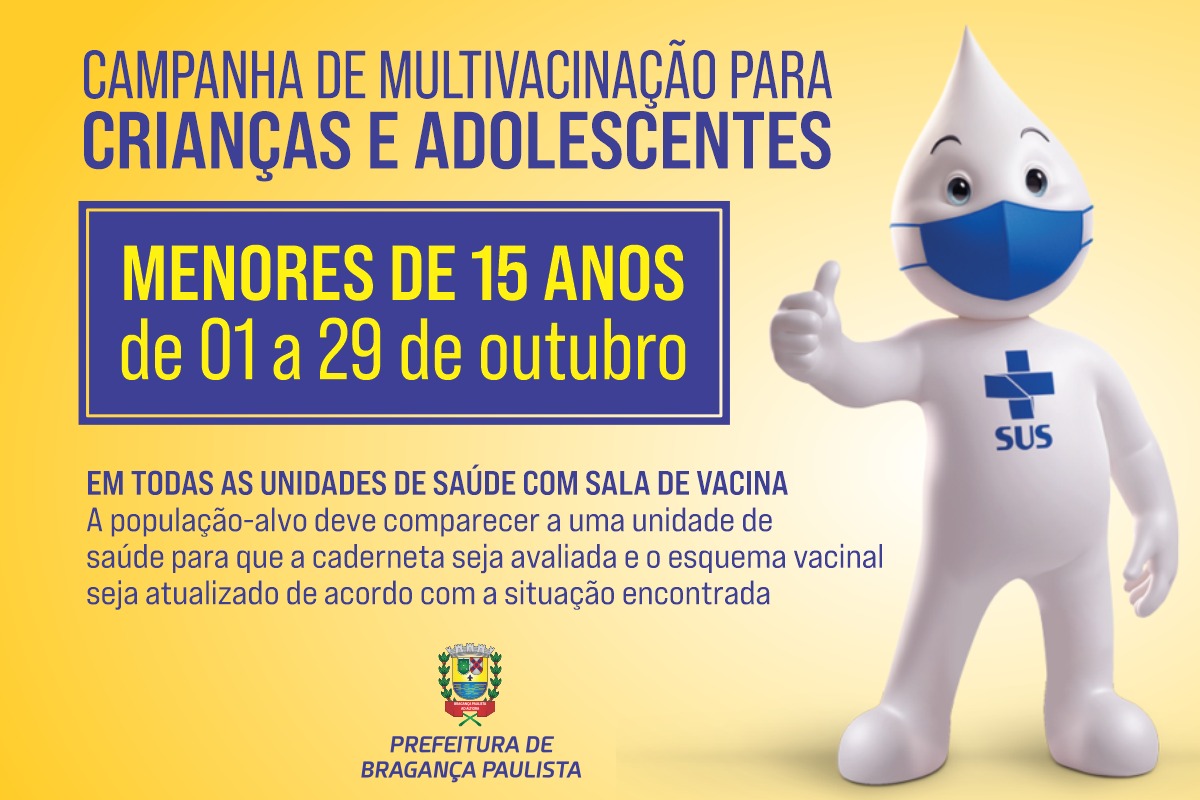 CAMPANHA DE MULTIVACINAÇÃO PARA
CRIANÇAS E ADOLESCENTES
MENORES DE 15 ANOS
de 01 a 29 de outubro
EM TODAS AS UNIDADES DE SAÚDE COM SALA DE VACINA
A população-alvo deve comparecer a uma unidade de
saúde para que a caderneta seja avaliada e o esquema vacinal
seja atualizado de acordo com a situação encontrada
SUS
BRAGANÇA PAULISTA
PREFEITURA DE
BRAGANÇA PAULISTA